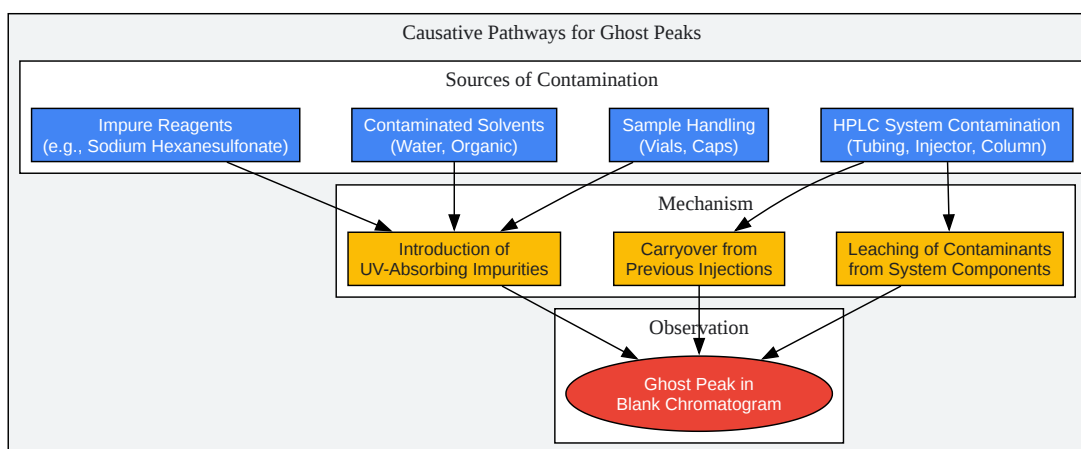 Causative Pathways for Ghost Peaks
Sources of Contamination
Impure Reagents
(e.g., Sodium Hexanesulfonate)
Contaminated Solvents
(Water, Organic)
Sample Handling
(Vials, Caps)
HPLC System Contamination
(Tubing, Injector, Column)
Mechanism
Introduction of
UV-Absorbing Impurities
Carryover from
Previous Injections
Leaching of Contaminants
from System Components
Observation
Ghost Peak in
Blank Chromatogram